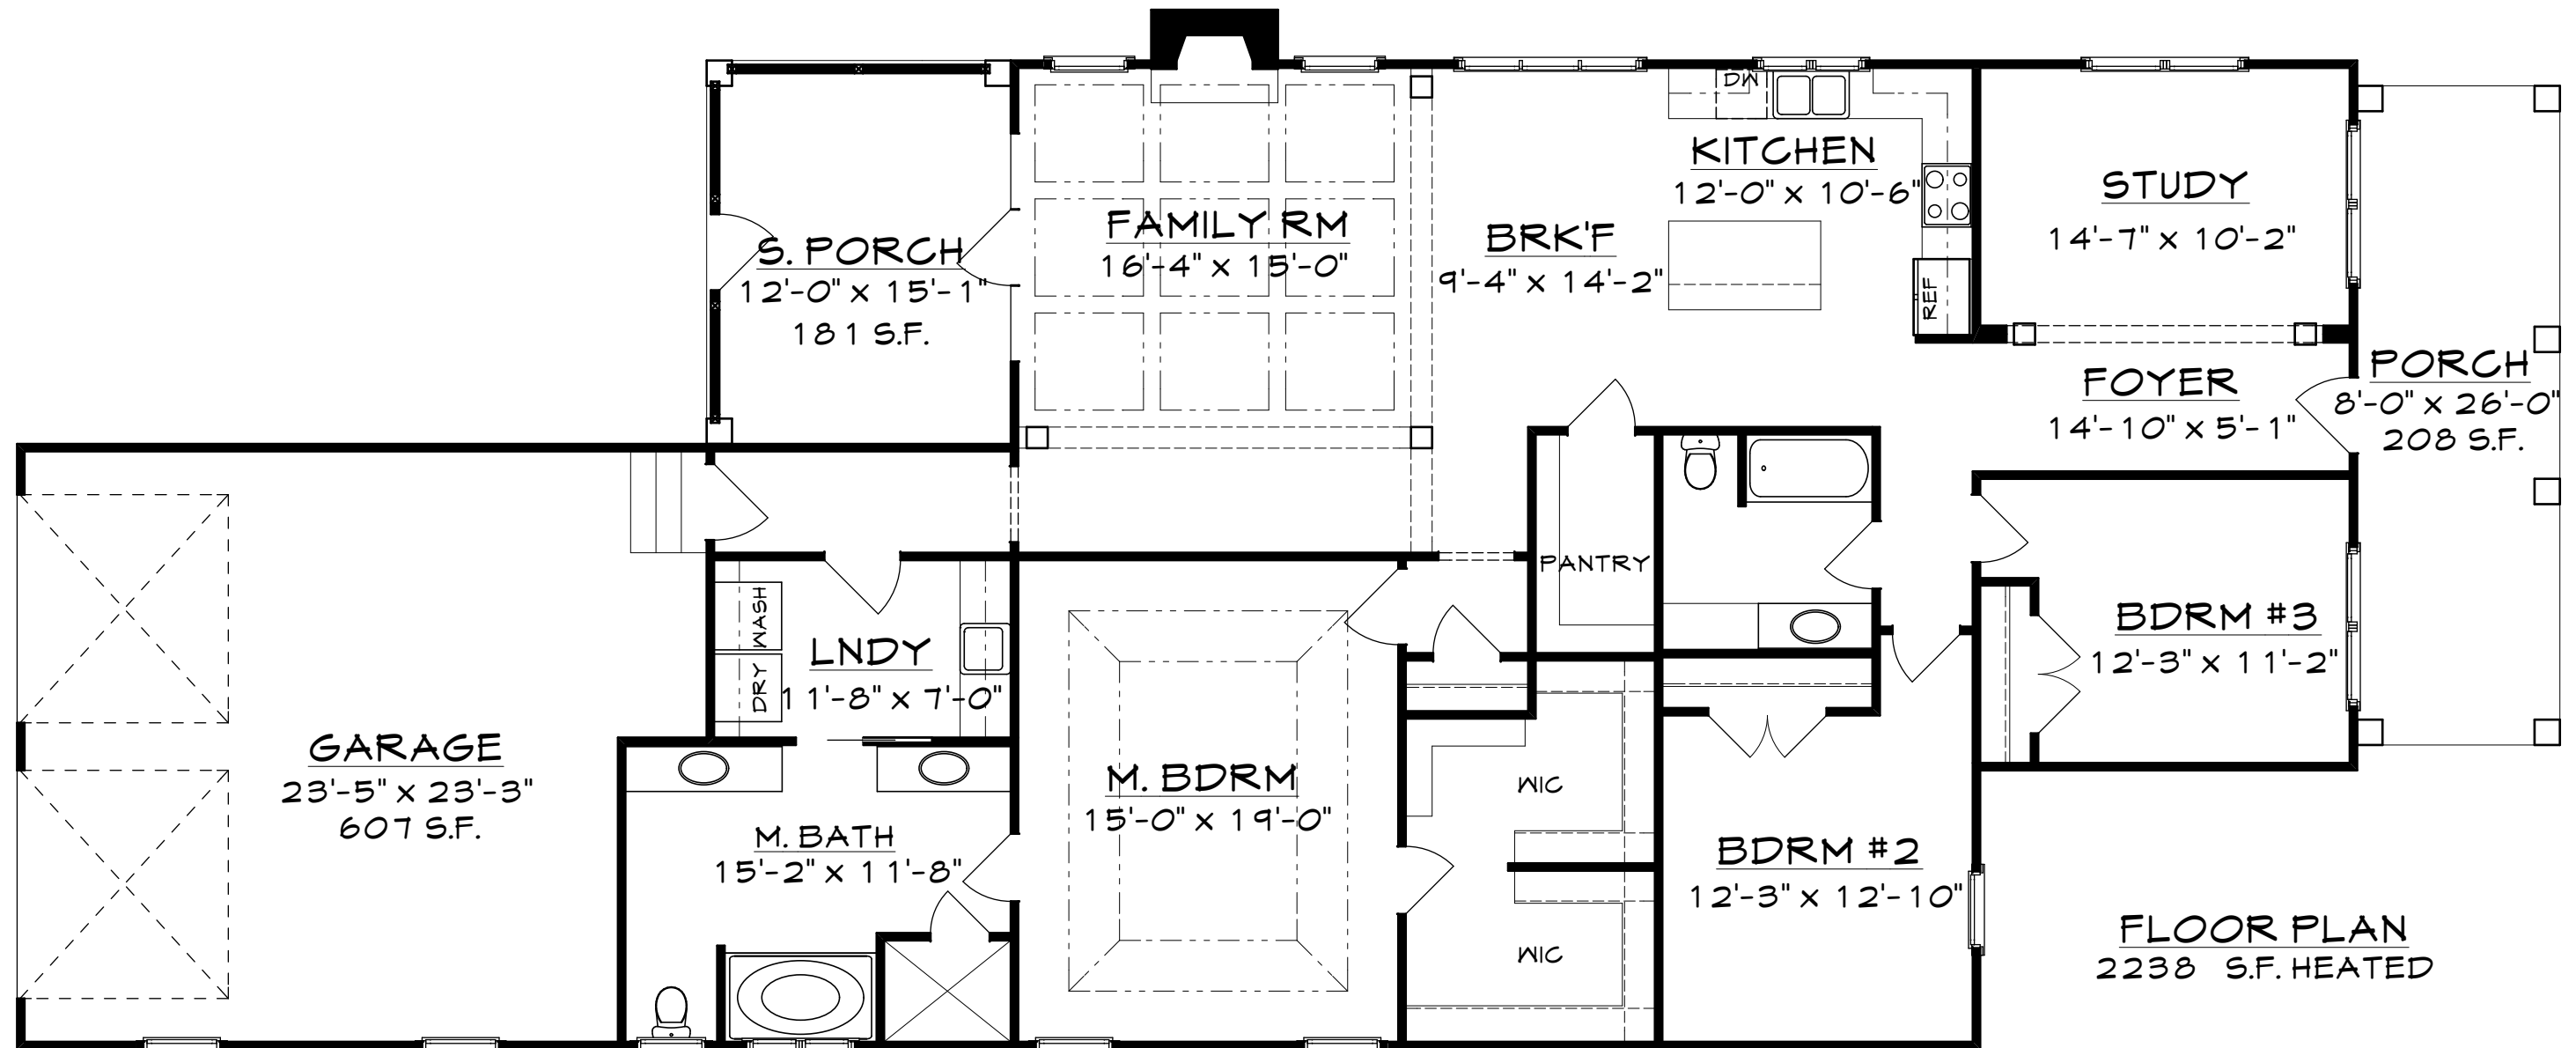 DW
KITCHEN
12'-0" x 10'-6"
STUDY
14'-7" x 10'-2"
FAMILY RM
16'-4" x 15'-0"
BRK'F
9'-4" x 14'-2"
S. PORCH
12'-0" x 15'-1"
181 S.F.
REF
FOYER
14'-10" x 5'-1"
PORCH
8'-0" x 26'-0"
208 S.F.
PANTRY
WASH
DRY
LNDY
11'-8" x 7'-0"
BDRM #3
12'-3" x 11'-2"
GARAGE
23'-5" x 23'-3"
607 S.F.
M. BDRM
15'-0" x 19'-0"
WIC
M. BATH
15'-2" x 11'-8"
BDRM #2
12'-3" x 12'-10"
WIC
FLOOR PLAN
2238 S.F. HEATED